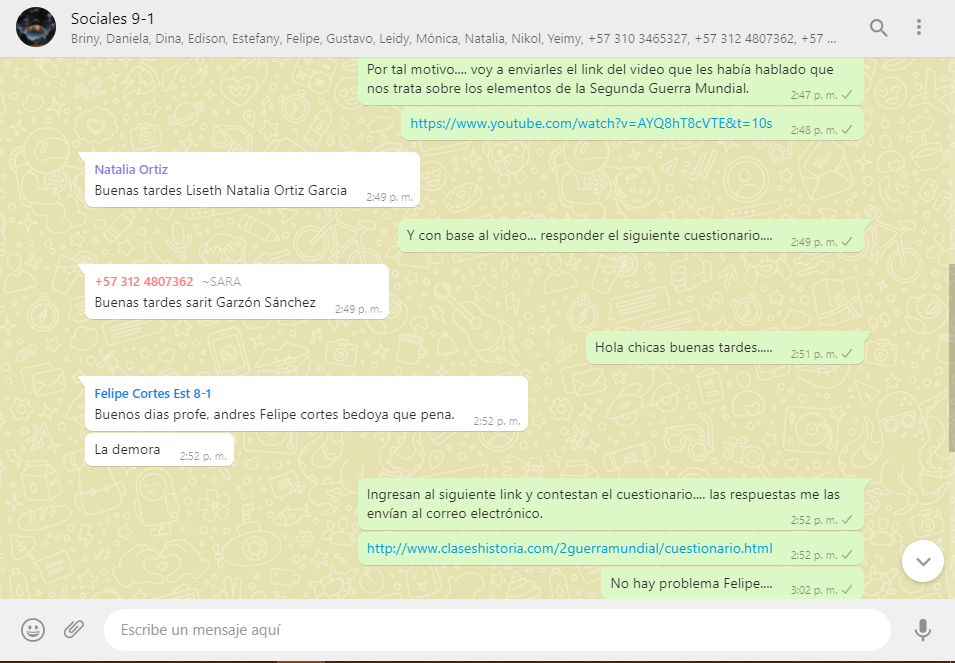 Sociales 9-1
Briny, Daniela, Dina, Edison, Estefany, Felipe, Gustavo, Leidy, Mónica, Natalia, Nikol, Yeimy, +57 310 3465327, +57 312 4807362, +57 ...
Por tal motivo.... voy a enviarles el link del video que les había hablado que
nos trata sobre los elementos de la Segunda Guerra Mundial.
2:47 p. m.
https://www.youtube.com/watch?v=AYQ8hT8cVTE&t=10s
2:48 p. m.
Natalia Ortiz
Buenas tardes Liseth Natalia Ortiz Garcia
2:49 p. m.
Y con base al video... responder el siguiente cuestionario....
2:49 p. m.
+57 312 4807362 ~SARA
Buenas tardes sarit Garzón Sánchez
2:49 p. m.
Hola chicas buenas tardes.....
2:51 p. m.
Felipe Cortes Est 8-1
Buenos dias profe, andres Felipe cortes bedoya que pena.
2:52 p. m.
La demora
2:52 p. m.
Ingresan al siguiente link y contestan el cuestionario.... las respuestas me las
envían al correo electrónico.
2:52 p. m.
http://www.claseshistoria.com/2guerramundial/cuestionario.html
2:52 p. m.
No hay problema Felipe....
3:02 p. m.
Escribe un mensaje aquí